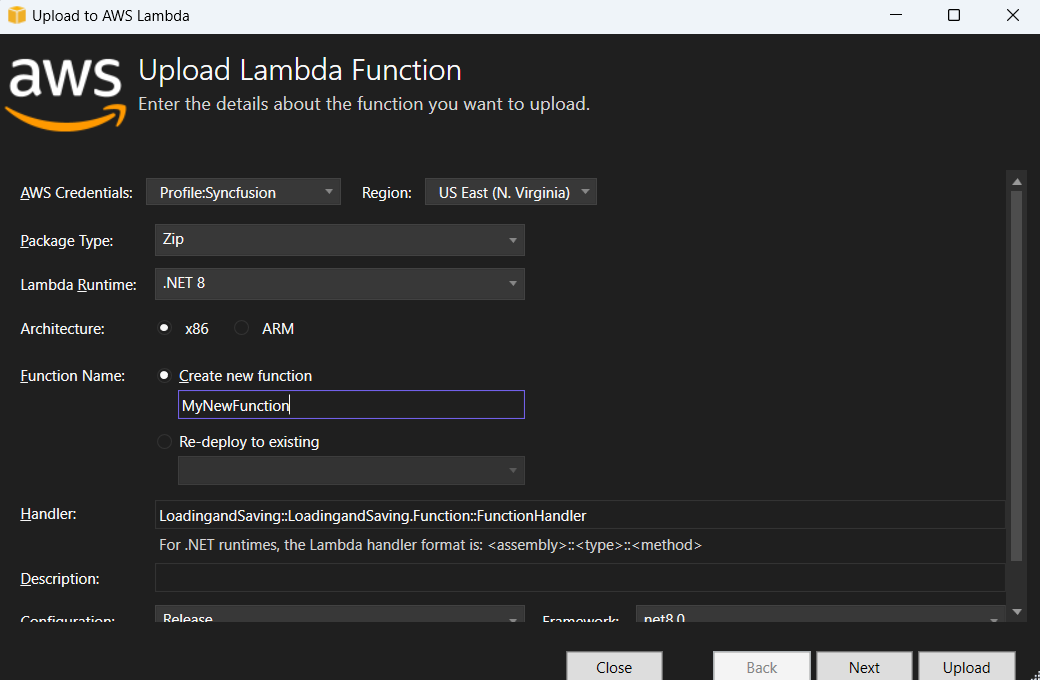 Upload to AWS Lambda
aws
Upload Lambda Function
Enter the details about the function you want to upload.
AWS Credentials: Profile:Syncfusion Region: US East (N. Virginia)
Package Type: Zip
Lambda Runtime: .NET 8
Architecture: x86 ARM
Function Name: Create new function
MyNewFunction
Re-deploy to existing
Handler: LoadingandSaving::LoadingandSaving.Function::FunctionHandler
For .NET runtimes, the Lambda handler format is: <assembly>::<type>::<method>
Description:
Configuration: Release Framework: net8.0
Close Back Next Upload